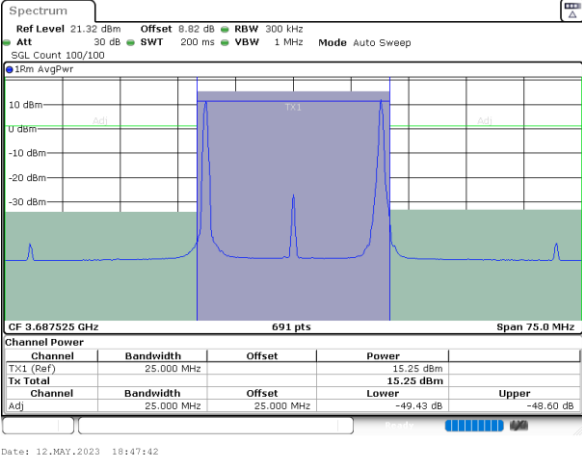 Spectrum
Ref Level 21.32 dBm Offset 8.82 dB RBW 300 kHz
Att 30 dB SWT 200 ms VBW 1 MHz Mode Auto Sweep
SGL Count 100/100
1Rm AvgPwr
10 dBm
TX1
Adj Adj
0 dBm
-10 dBm
-20 dBm
-30 dBm
CF 3.687525 GHz 691 pts Span 75.0 MHz
Channel Power
Channel Bandwidth Offset Power
TX1 (Ref) 25.000 MHz 15.25 dBm
Tx Total 15.25 dBm
Channel Bandwidth Offset Lower Upper
Adj 25.000 MHz 25.000 MHz -49.43 dB -48.60 dB
Ready
Date: 12.MAY.2023 18:47:42